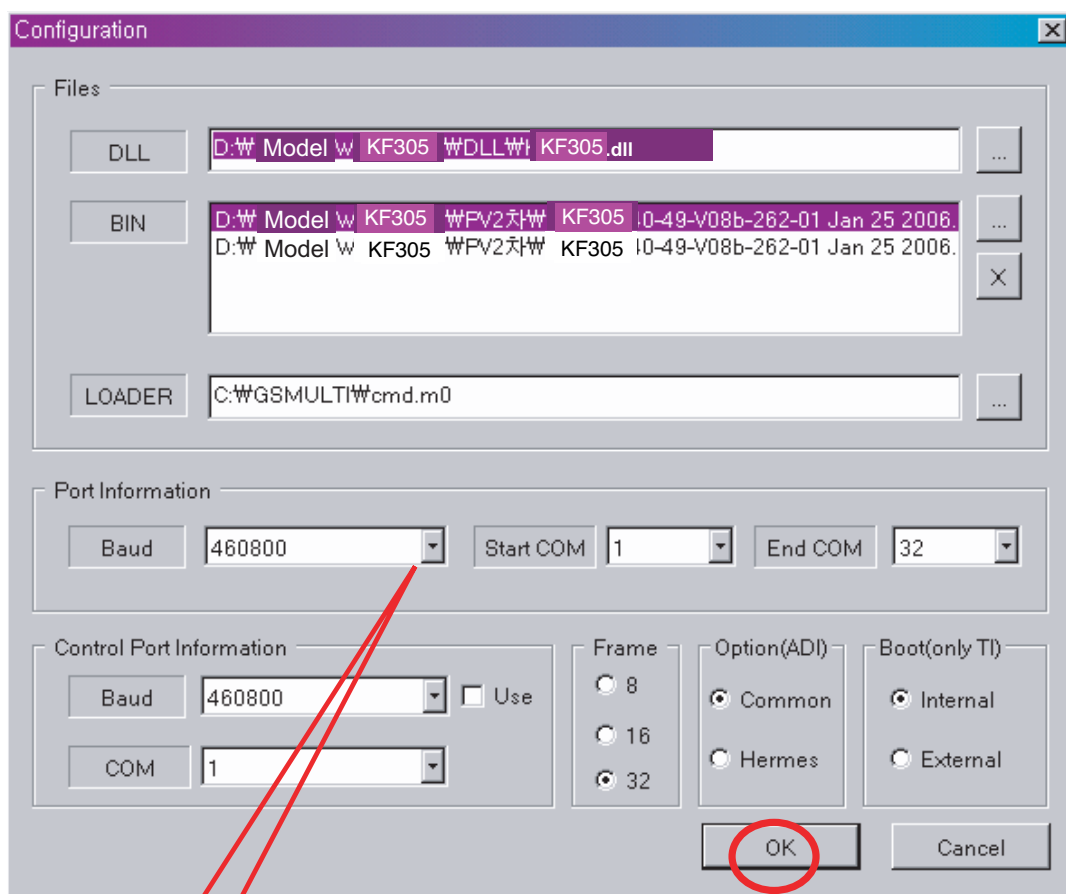 Configuration
Files
DLL
D:₩ Model ₩ KF305 ₩DLL₩ KF305 .dll
...
BIN
D:₩ Model ₩ KF305 ₩PV2차₩ KF305 40-49-V08b-262-01 Jan 25 2006.
...
D:₩ Model ₩ KF305 ₩PV2차₩ KF305 40-49-V08b-262-01 Jan 25 2006.
X
LOADER
C:₩GSMULTI₩cmd.m0
...
Port Information
Baud
460800
Start COM
1
End COM
32
Control Port Information
Baud
460800
Use
COM
1
Frame
8
16
32
Option(ADI)
Common
Hermes
Boot(only TI)
Internal
External
OK
Cancel